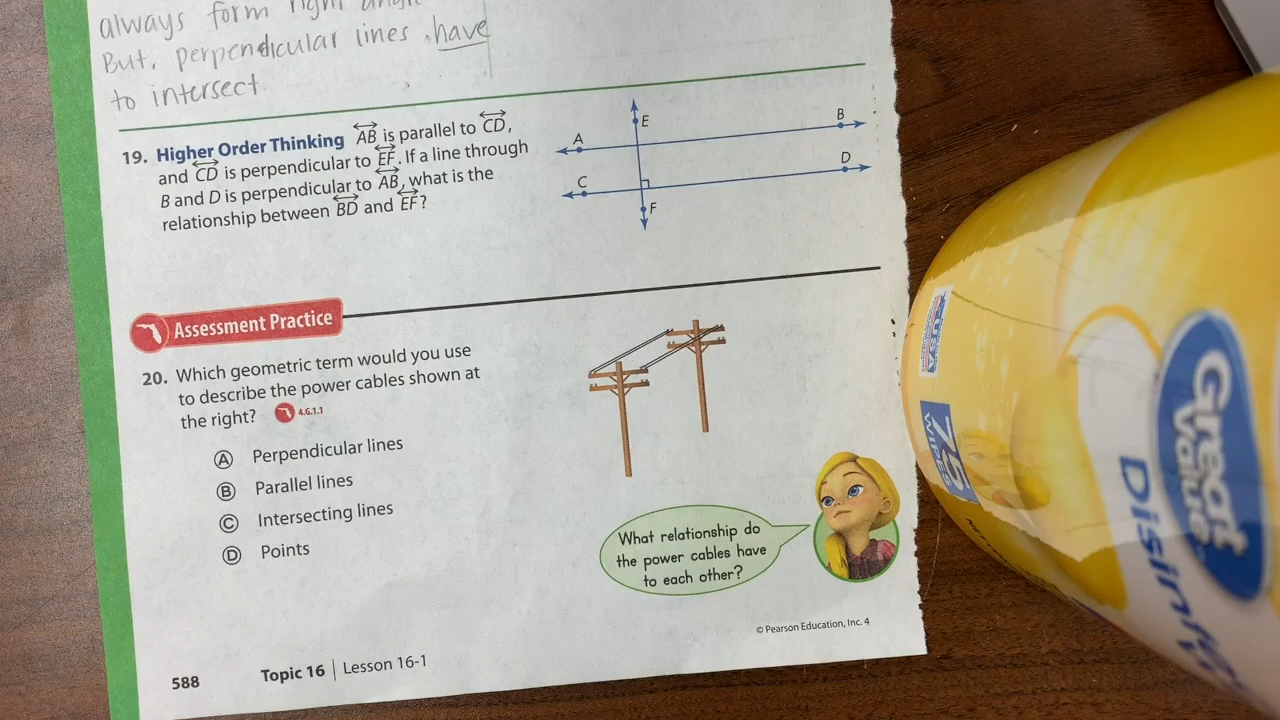 always form right
But, perpendicular lines have
to intersect.
19. Higher Order Thinking AB is parallel to CD,
and CD is perpendicular to EF. If a line through
B and D is perpendicular to AB, what is the
relationship between BD and EF?
A
B
C
D
E
F
Assessment Practice
20. Which geometric term would you use
to describe the power cables shown at
the right? 4.G.1.1
A Perpendicular lines
B Parallel lines
C Intersecting lines
D Points
What relationship do
the power cables have
to each other?
© Pearson Education, Inc. 4
588 Topic 16 | Lesson 16-1
USA
75
WIPES
Great
Value